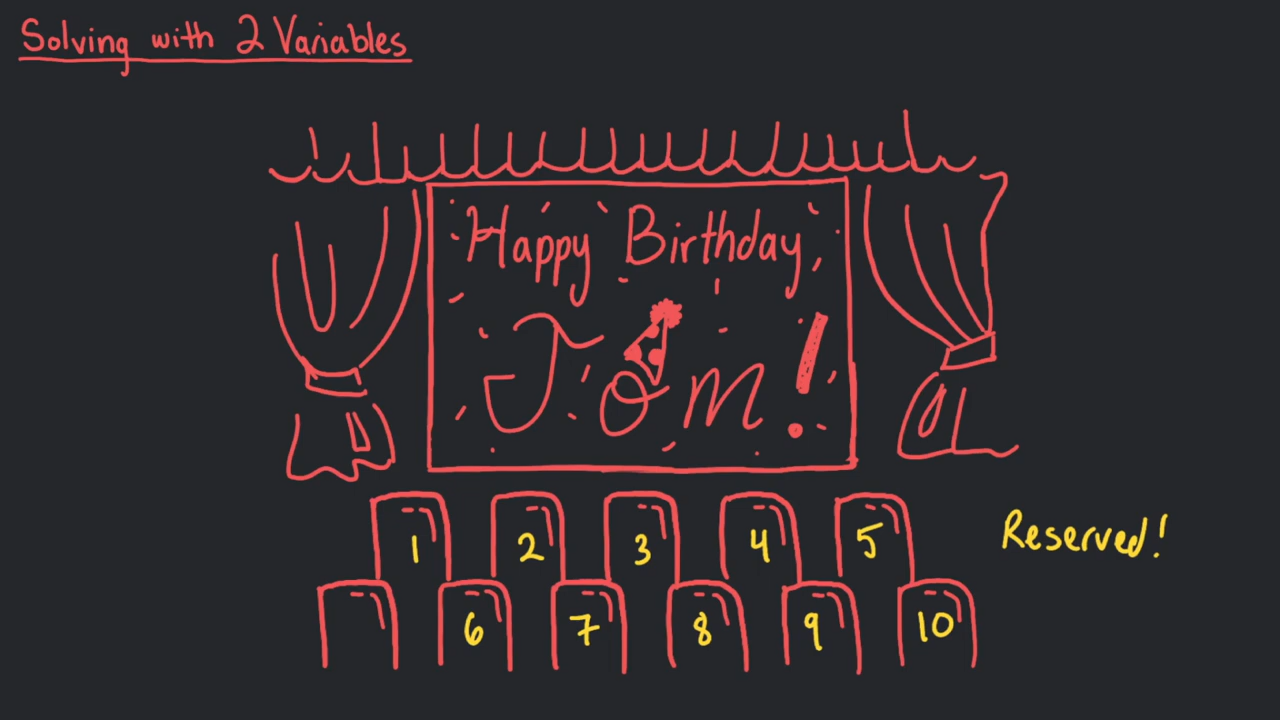 Solving with 2 Variables
Happy Birthday,
Tom!
1 2 3 4 5
Reserved!
6 7 8 9 10